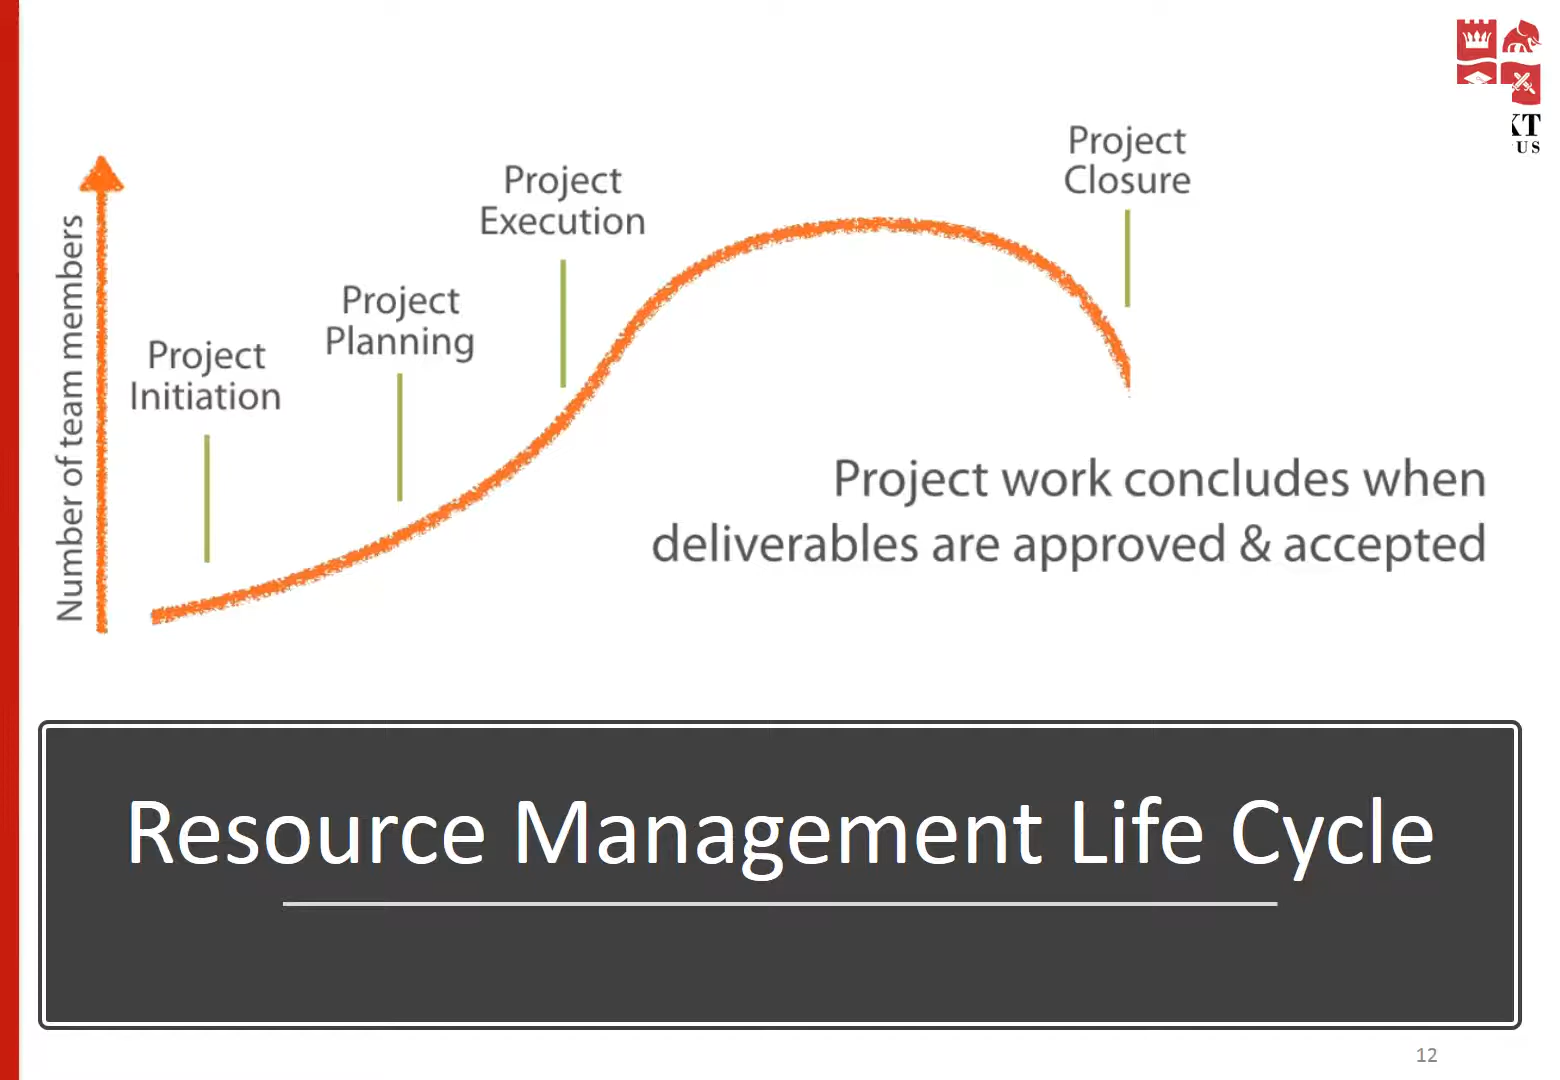 Project
Closure
Project
Execution
Project
Planning
Project
Initiation
Number of team members
Project work concludes when
deliverables are approved & accepted
Resource Management Life Cycle
12